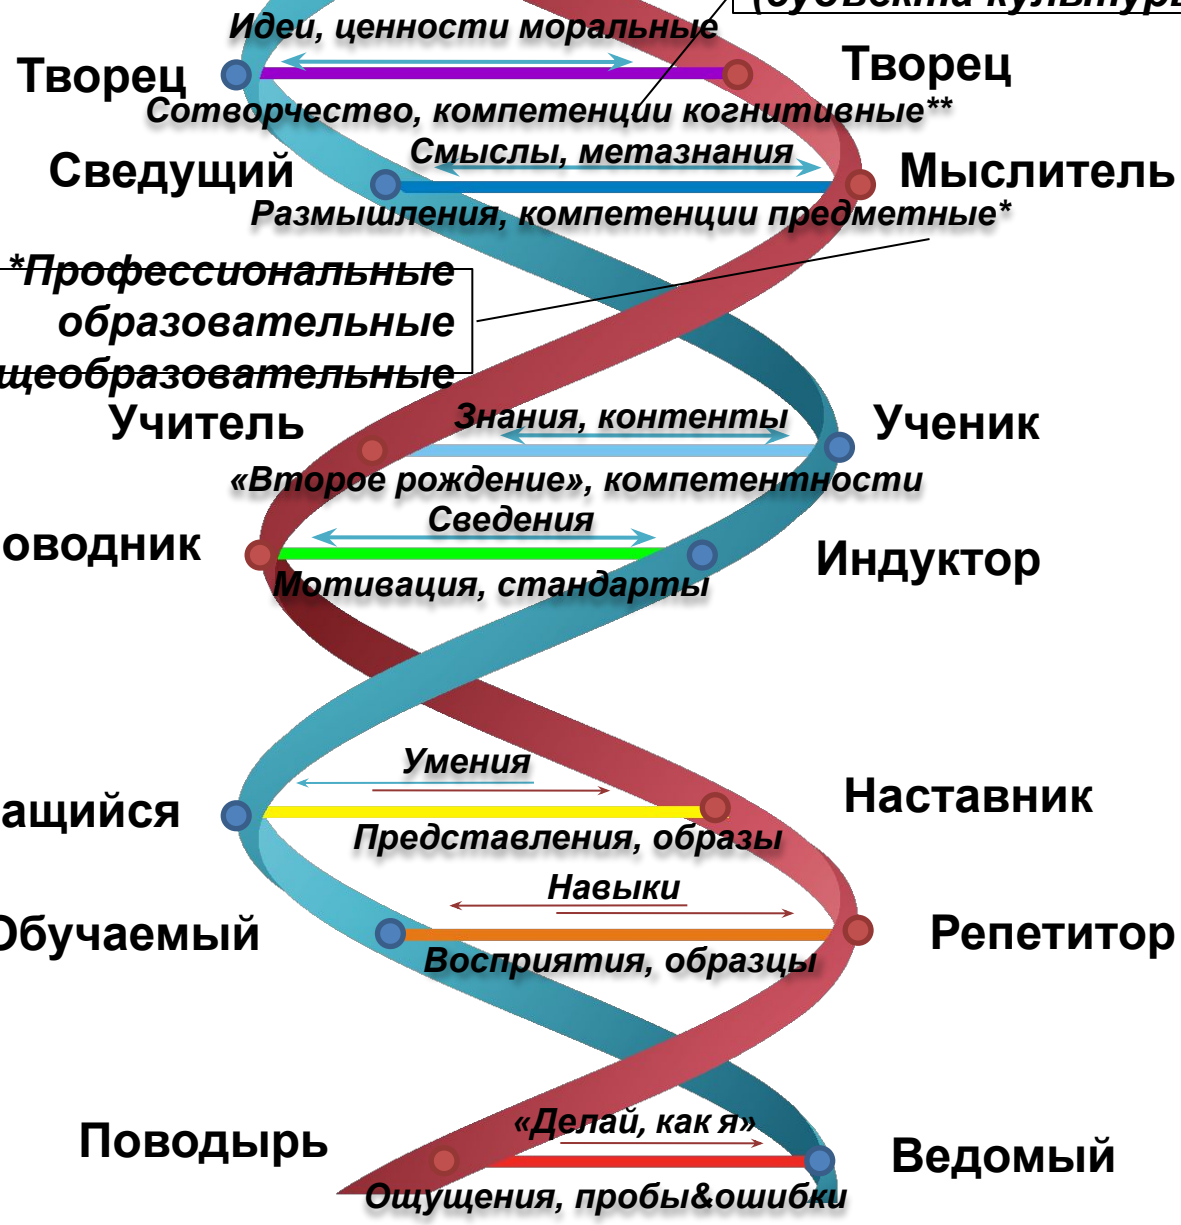 (субъекта культуры
Идеи, ценности моральные
Творец
Творец
Сотворчество, компетенции когнитивные**
Смыслы, метазнания
Сведущий
Мыслитель
Размышления, компетенции предметные*
*Профессиональные
образовательные
щеобразовательные
Учитель
Знания, контенты
Ученик
«Второе рождение», компетентности
Сведения
оводник
Индуктор
Мотивация, стандарты
Умения
ащийся
Наставник
Представления, образы
Навыки
Обучаемый
Репетитор
Восприятия, образцы
«Делай, как я»
Поводырь
Ведомый
Ощущения, пробы&ошибки